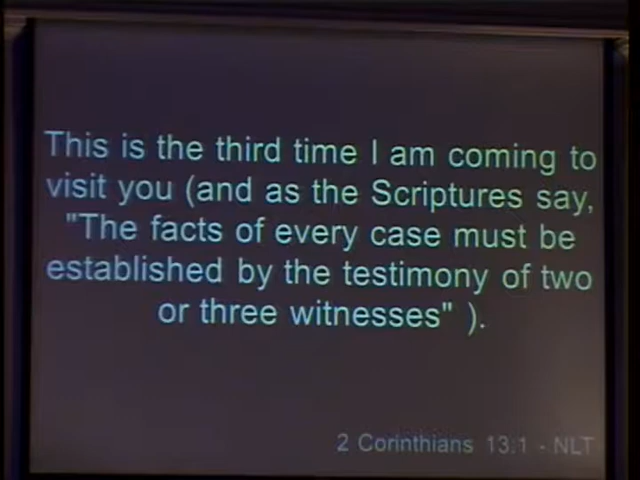 This is the third time I am coming to
visit you (and as the Scriptures say,
"The facts of every case must be
established by the testimony of two
or three witnesses" ).
2 Corinthians 13:1 - NLT